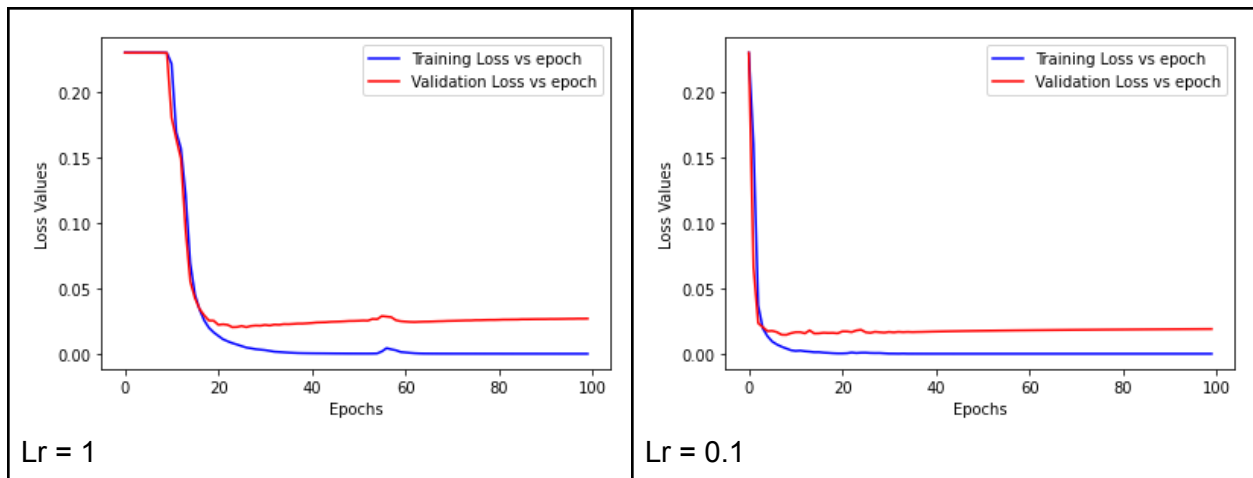 Training Loss vs epoch
Validation Loss vs epoch
0.20
0.15
0.10
0.05
0.00
Loss Values
0 20 40 60 80 100
Epochs
Lr = 1
Training Loss vs epoch
Validation Loss vs epoch
0.20
0.15
0.10
0.05
0.00
Loss Values
0 20 40 60 80 100
Epochs
Lr = 0.1